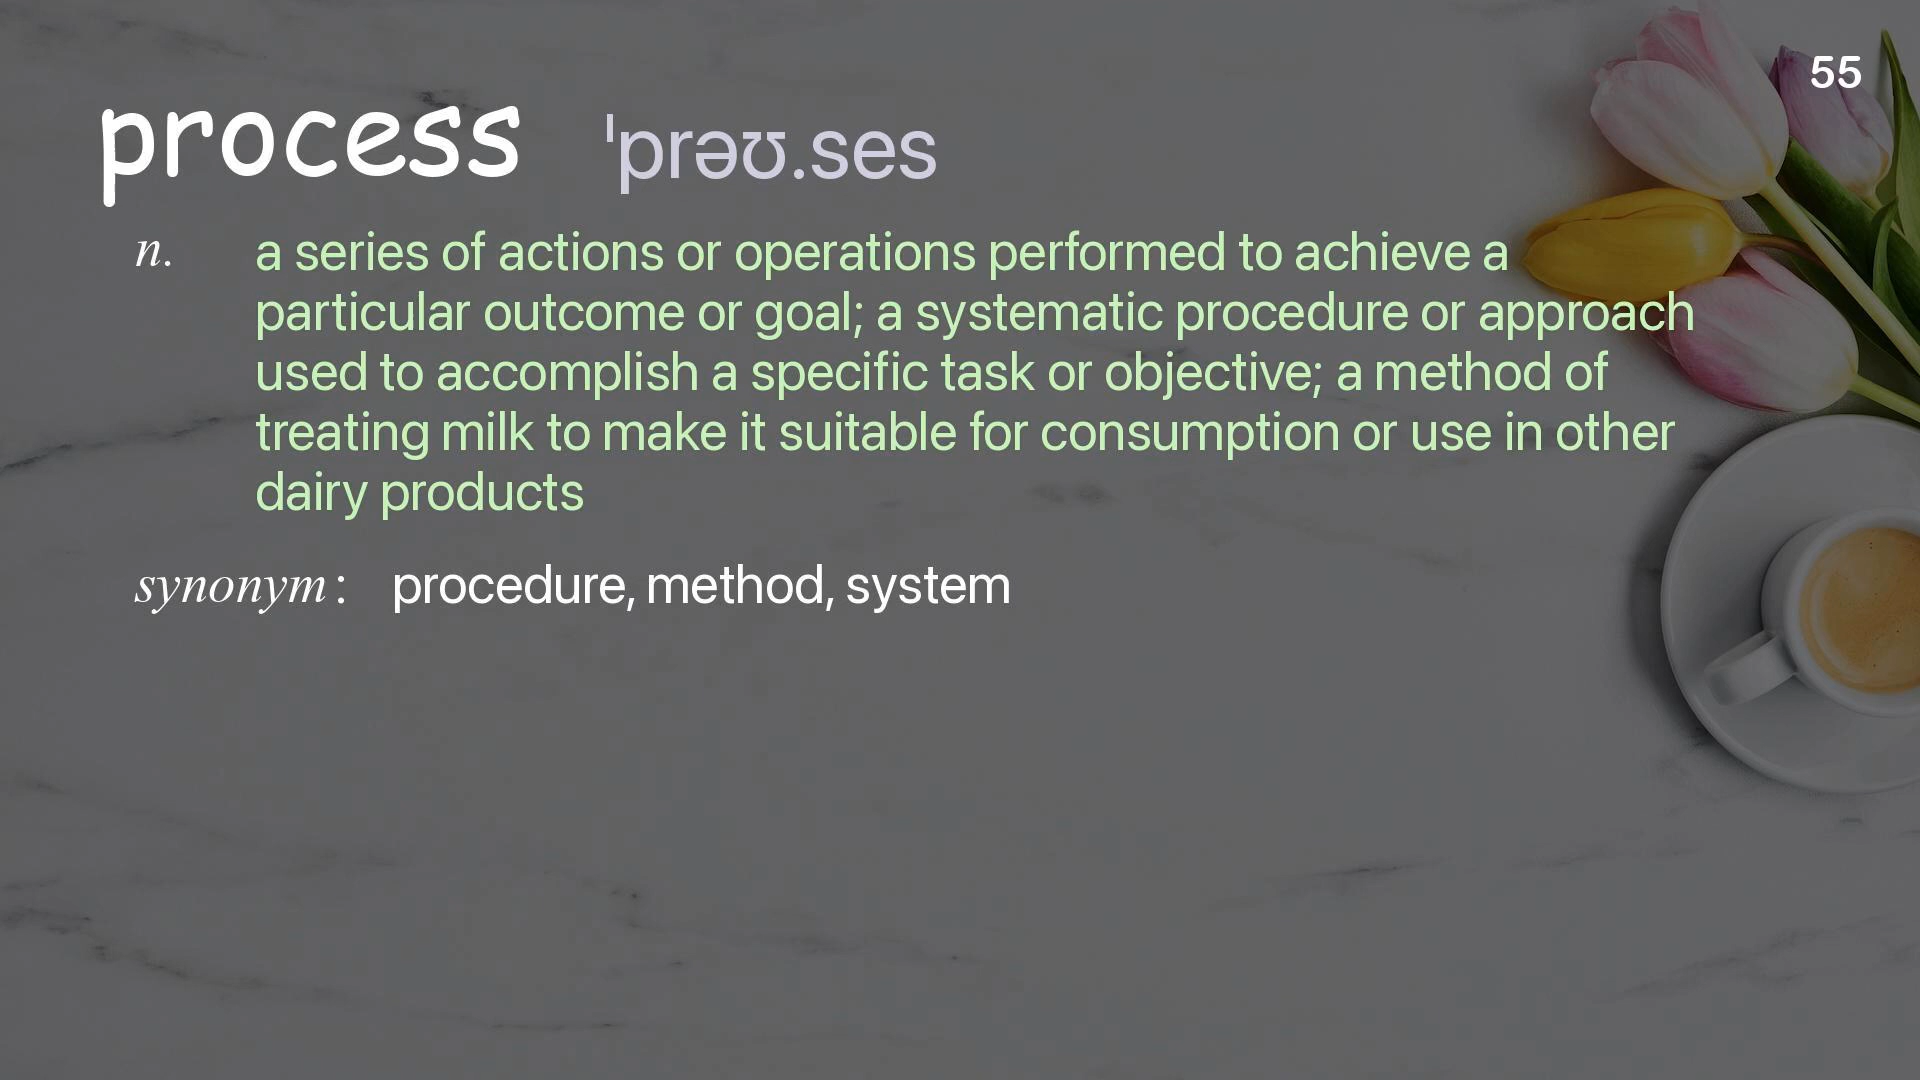 55
process ˈprəʊ.ses
n. a series of actions or operations performed to achieve a
particular outcome or goal; a systematic procedure or approach
used to accomplish a specific task or objective; a method of
treating milk to make it suitable for consumption or use in other
dairy products
synonym: procedure, method, system